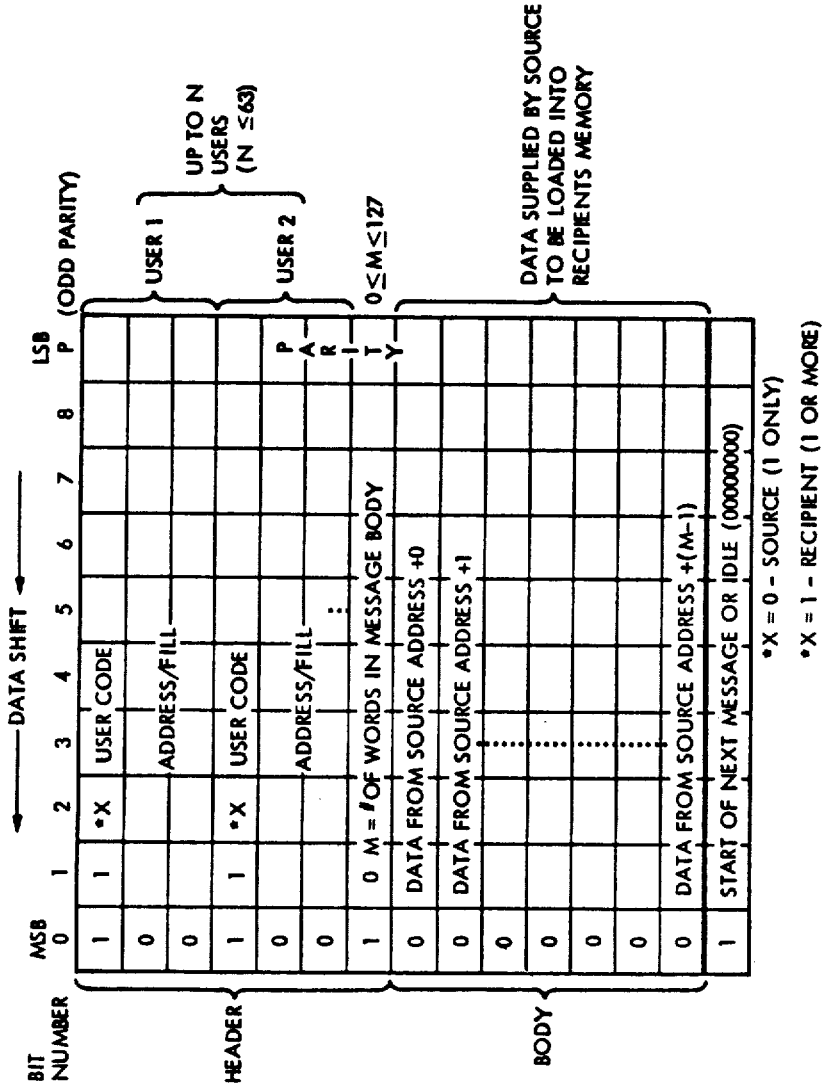 DATA SHIFT
BIT NUMBER
MSB LSB
0 1 2 3 4 5 6 7 8 P (ODD PARITY)
HEADER
1 1 *X USER CODE
0 ADDRESS/FILL
0
USER 1
1 1 *X USER CODE
0 ADDRESS/FILL
0
USER 2
UP TO N
USERS
(N ≤63)
PARITY
1 0 M = # OF WORDS IN MESSAGE BODY
0≤M≤127
BODY
0 DATA FROM SOURCE ADDRESS +0
0 DATA FROM SOURCE ADDRESS +1
0
0
0
0
0 DATA FROM SOURCE ADDRESS +(M-1)
DATA SUPPLIED BY SOURCE
TO BE LOADED INTO
RECIPIENTS MEMORY
1 START OF NEXT MESSAGE OR IDLE (00000000)
*X = 0 - SOURCE (1 ONLY)
*X = 1 - RECIPIENT (1 OR MORE)